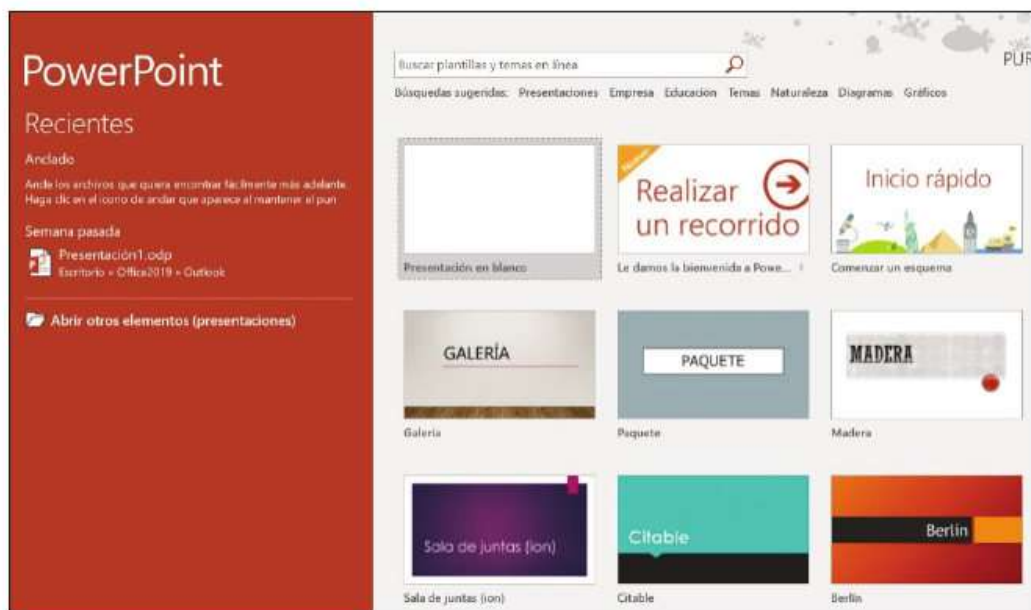 PowerPoint
Recientes
Anclado
Ancle los archivos que quiera encontrar fácilmente más adelante.
Haga clic en el icono de anclar que aparece al mantener el pun
Semana pasada
Presentación1.odp
Escritorio » Office2019 » Outlook
Abrir otros elementos (presentaciones)
Buscar plantillas y temas en línea
PUR
Búsquedas sugeridas: Presentaciones Empresa Educación Temas Naturaleza Diagramas Gráficos
Presentación en blanco
Realizar
un recorrido
Le damos la bienvenida a Powe...
Inicio rápido
Comenzar un esquema
GALERÍA
Galería
PAQUETE
Paquete
MADERA
Madera
Sala de juntas (ion)
Sala de juntas (ion)
Citable
Citable
Berlín
Berlín